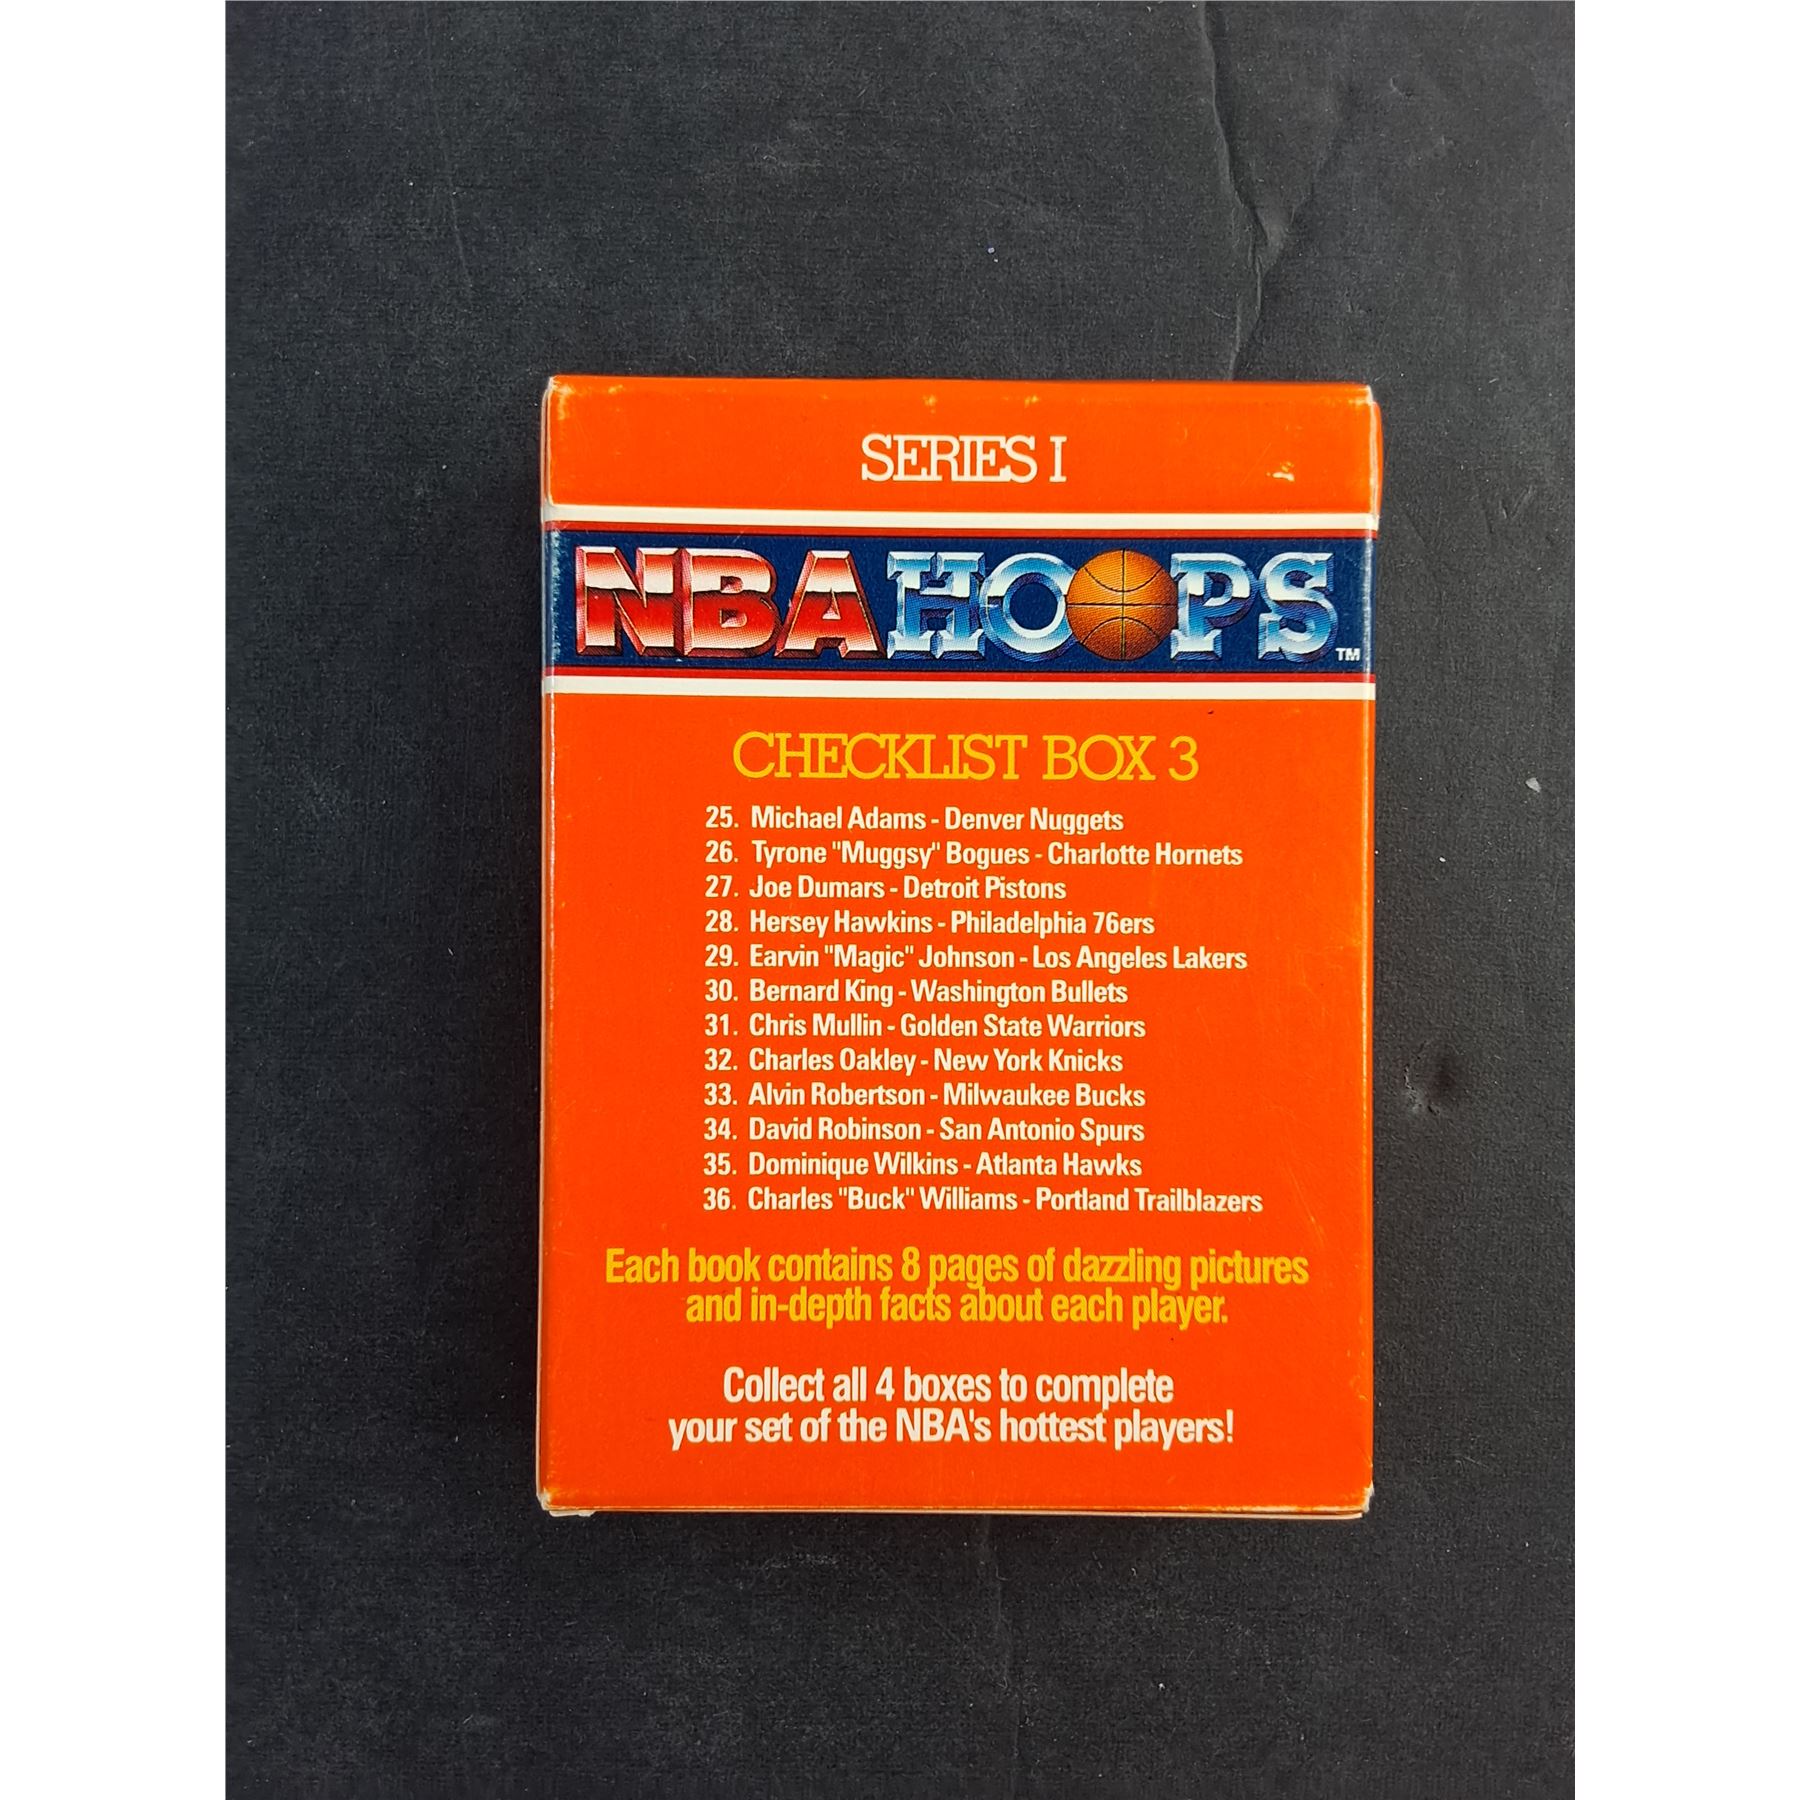 SERIES I
NBA HOOPS TM
CHECKLIST BOX 3
25. Michael Adams - Denver Nuggets
26. Tyrone "Muggsy" Bogues - Charlotte Hornets
27. Joe Dumars - Detroit Pistons
28. Hersey Hawkins - Philadelphia 76ers
29. Earvin "Magic" Johnson - Los Angeles Lakers
30. Bernard King - Washington Bullets
31. Chris Mullin - Golden State Warriors
32. Charles Oakley - New York Knicks
33. Alvin Robertson - Milwaukee Bucks
34. David Robinson - San Antonio Spurs
35. Dominique Wilkins - Atlanta Hawks
36. Charles "Buck" Williams - Portland Trailblazers
Each book contains 8 pages of dazzling pictures
and in-depth facts about each player.
Collect all 4 boxes to complete
your set of the NBA's hottest players!